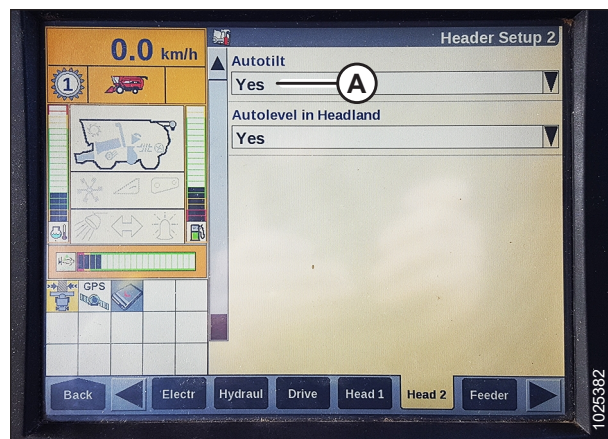 0.0 km/h
Header Setup 2
Autotilt
Yes
A
Autolevel in Headland
Yes
1
GPS
Back
Electr
Hydraul
Drive
Head 1
Head 2
Feeder
1025382